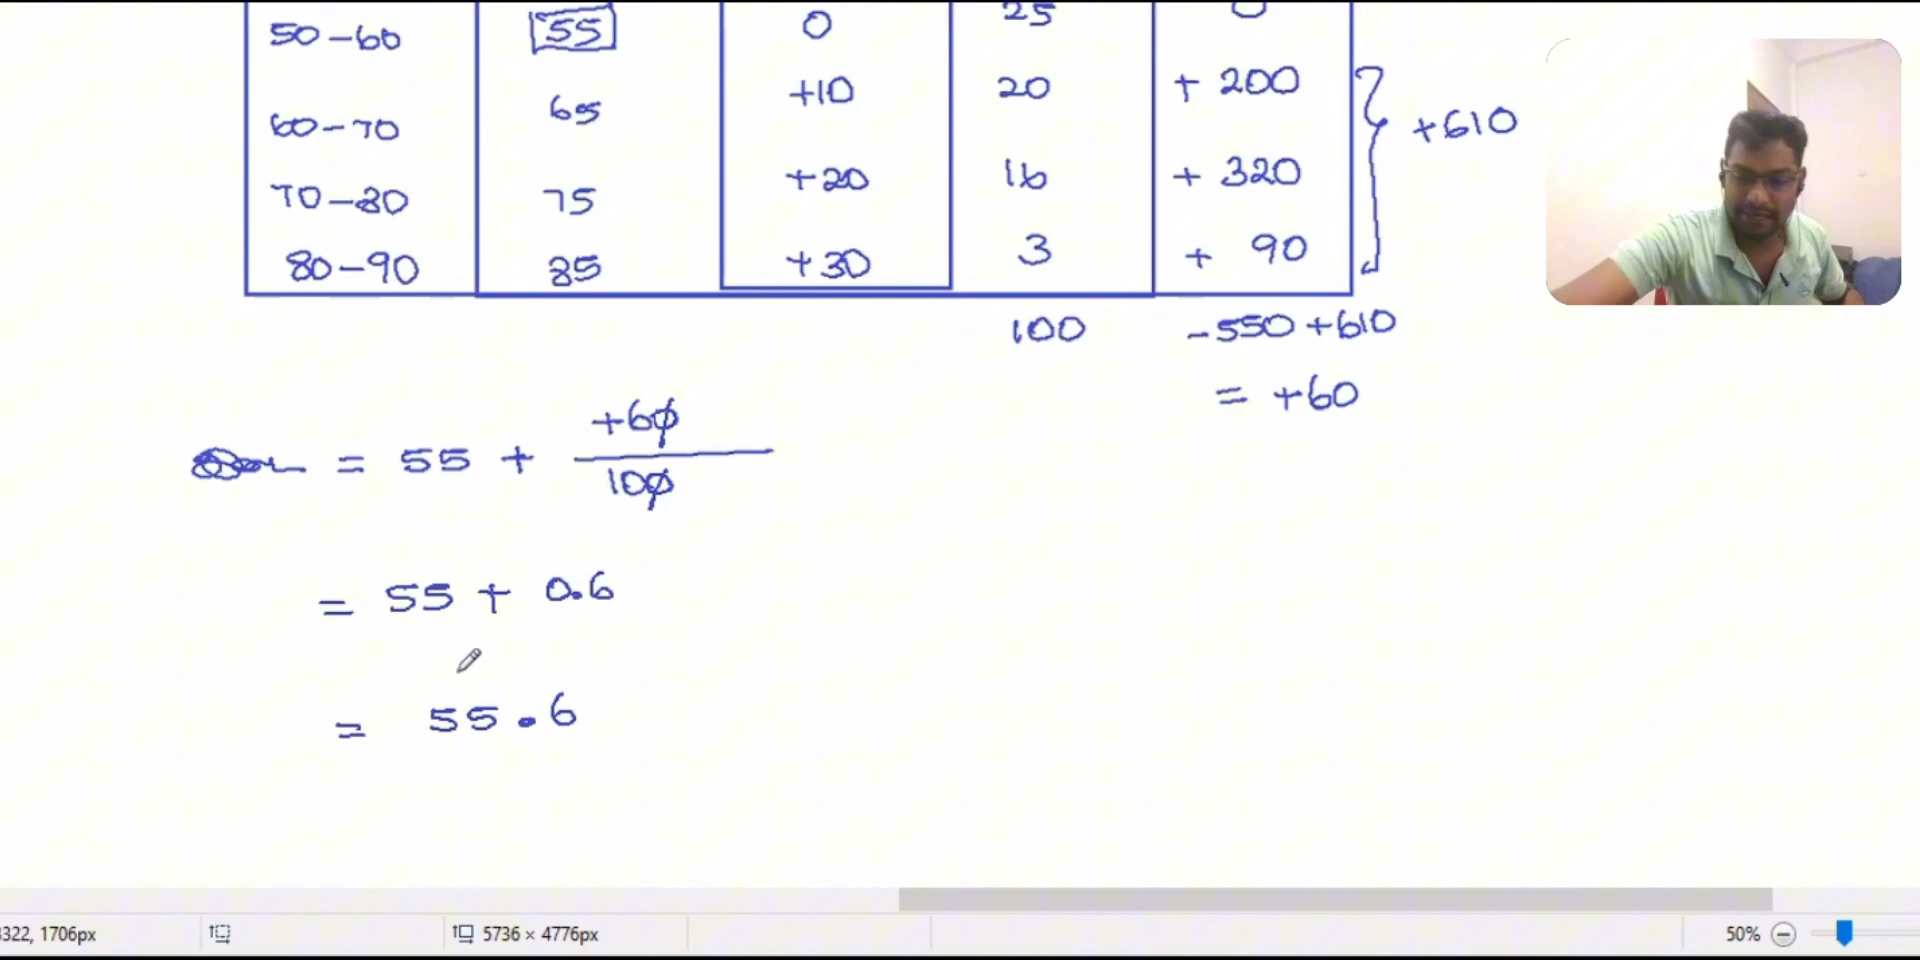 50-60 55 0 25 0
60-70 65 +10 20 + 200
+610
70-80 75 +20 16 + 320
80-90 85 +30 3 + 90
100 -550 +610
= +60
= 55 + +60
100
= 55 + 0.6
= 55.6
3322, 1706px 5736 × 4776px 50%